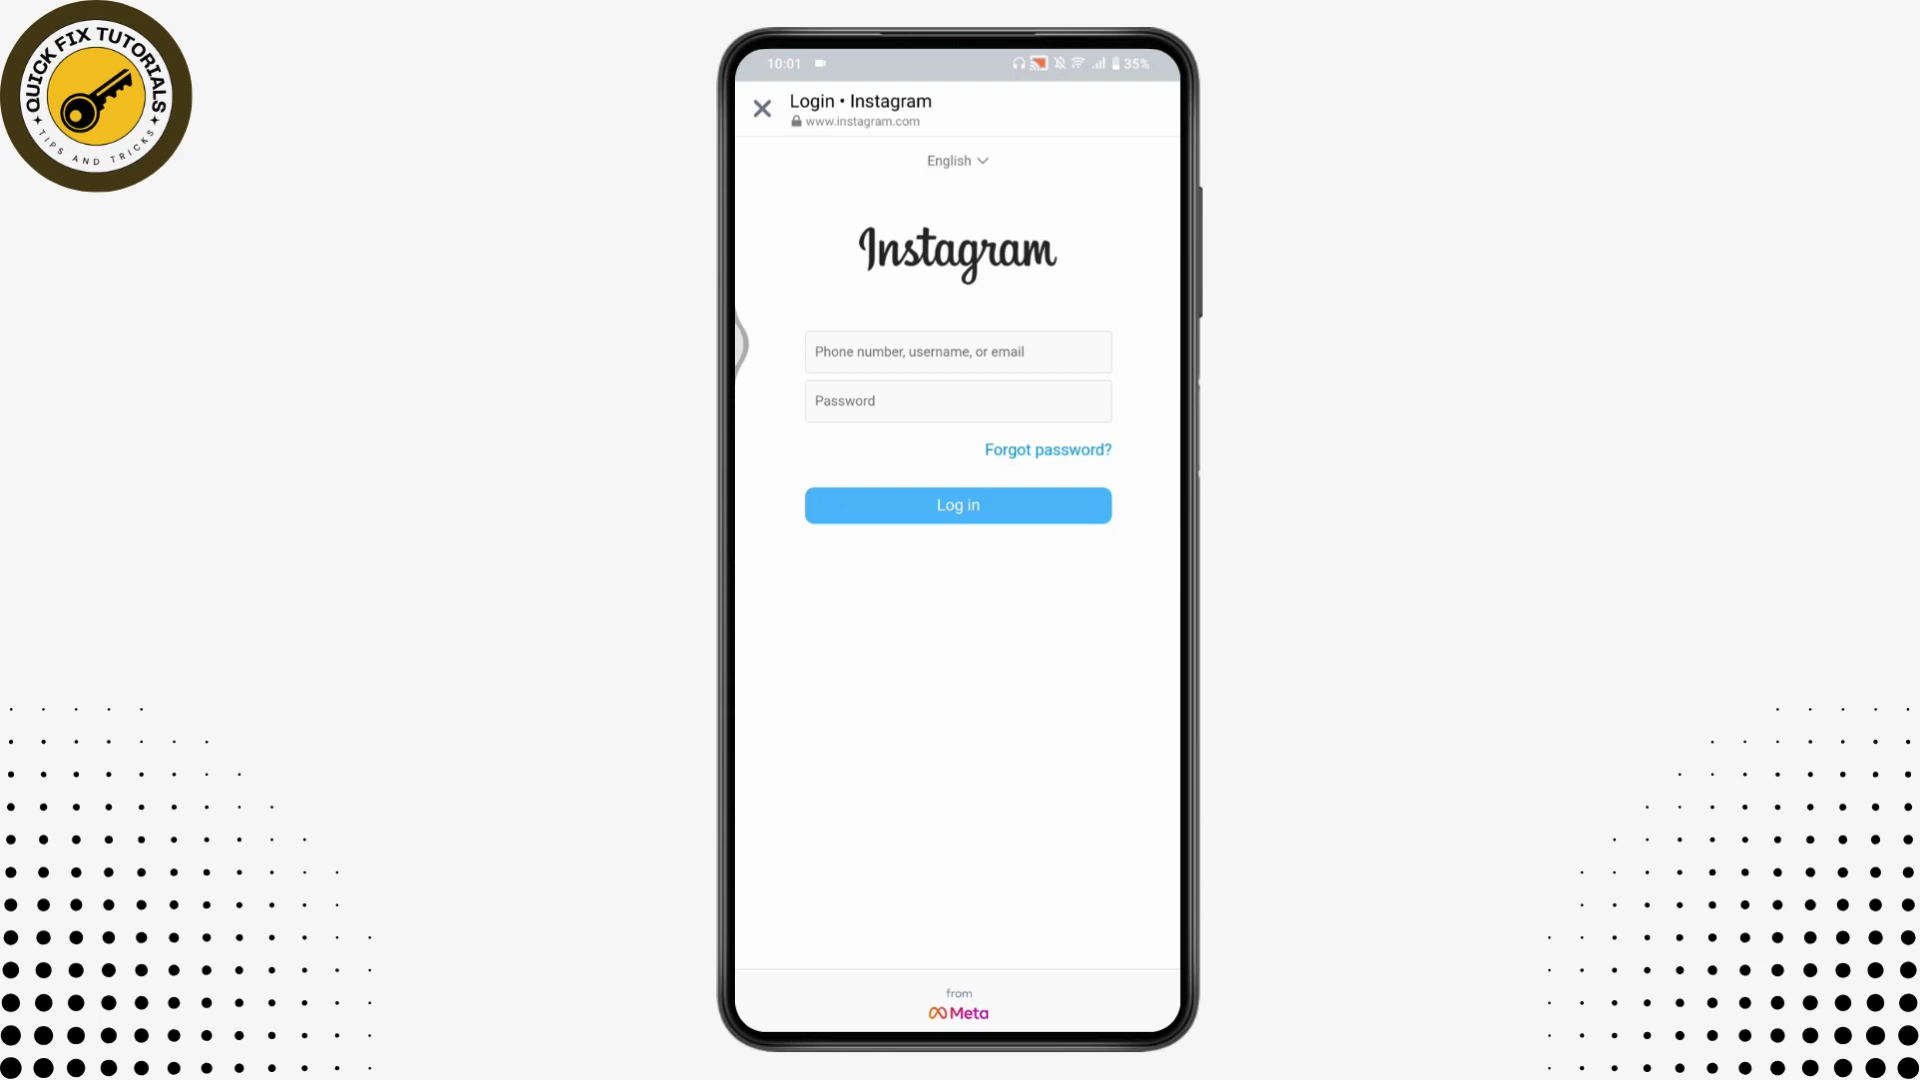 QUICK FIX TUTORIALS
TIPS AND TRICKS
10:01
35%
Login • Instagram
www.instagram.com
English
Instagram
Phone number, username, or email
Password
Forgot password?
Log in
from
Meta